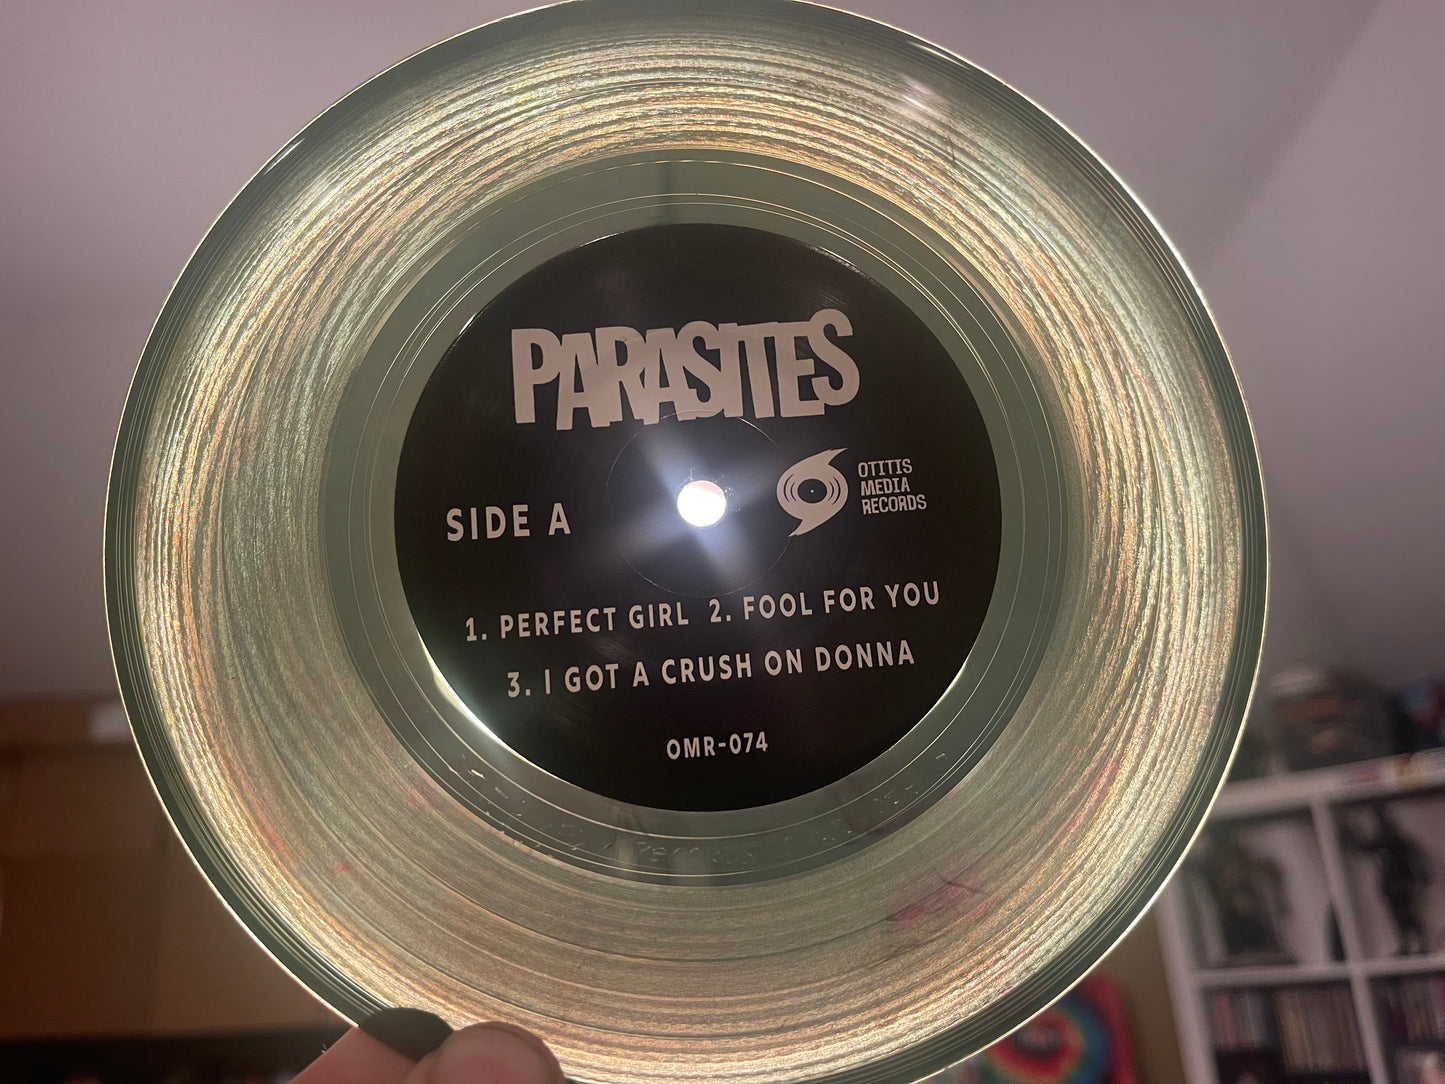 PARASITES
OTITIS
MEDIA
RECORDS
SIDE A
1. PERFECT GIRL 2. FOOL FOR YOU
3. I GOT A CRUSH ON DONNA
OMR-074